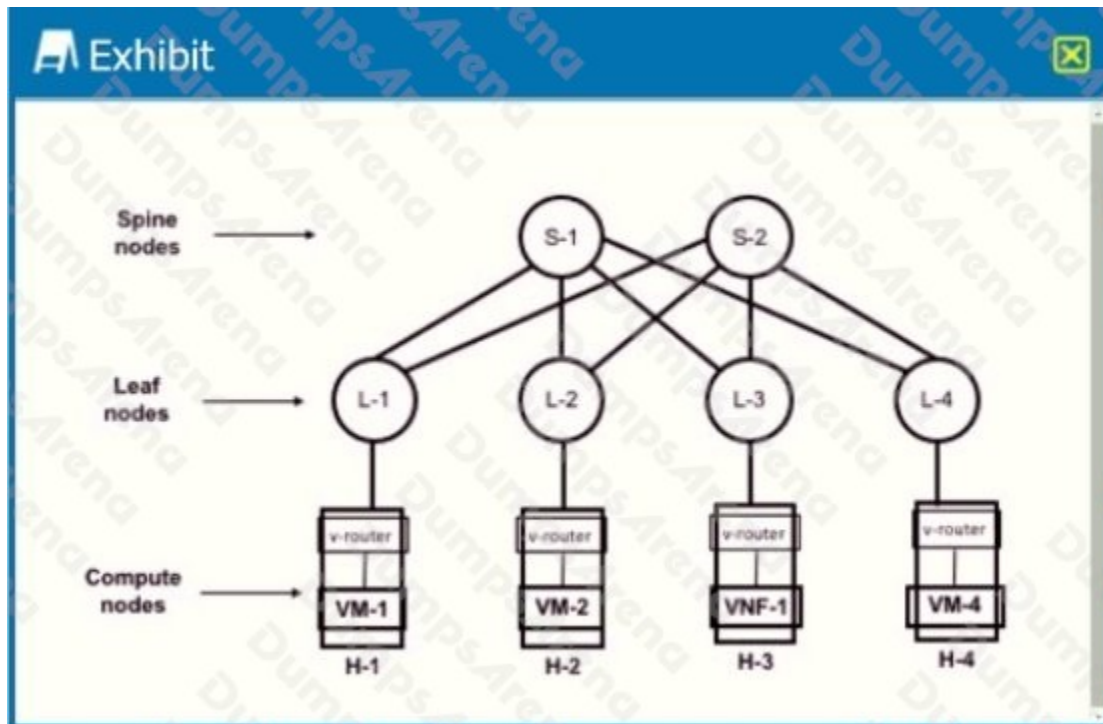 Exhibit
Spine
nodes
S-1
S-2
Leaf
nodes
L-1
L-2
L-3
L-4
Compute
nodes
v-router
v-router
v-router
v-router
VM-1
VM-2
VNF-1
VM-4
H-1
H-2
H-3
H-4
DumpsArena